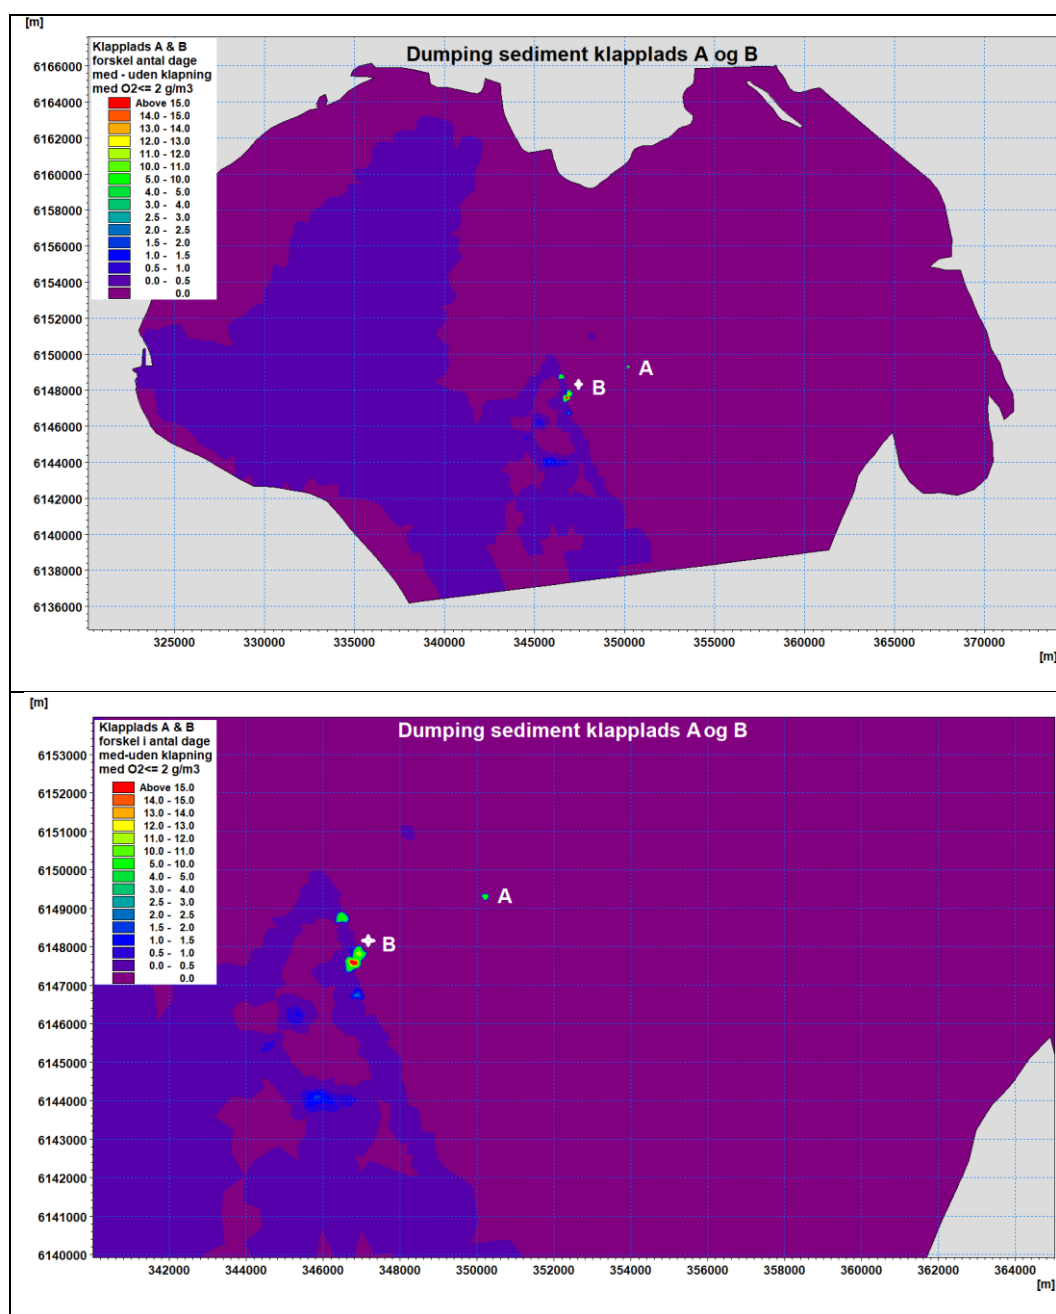 [m]
Dumping sediment klapplads A og B
Klapplads A & B
forskel antal dage
med - uden klapning
med O2<= 2 g/m3
Above 15.0
14.0 - 15.0
13.0 - 14.0
12.0 - 13.0
11.0 - 12.0
10.0 - 11.0
5.0 - 10.0
4.0 - 5.0
3.0 - 4.0
2.5 - 3.0
2.0 - 2.5
1.5 - 2.0
1.0 - 1.5
0.5 - 1.0
0.0 - 0.5
0.0
6166000
6164000
6162000
6160000
6158000
6156000
6154000
6152000
6150000
6148000
6146000
6144000
6142000
6140000
6138000
6136000
A
B
325000 330000 335000 340000 345000 350000 355000 360000 365000 370000
[m]
[m]
Dumping sediment klapplads A og B
Klapplads A & B
forskel i antal dage
med-uden klapning
med O2<= 2 g/m3
Above 15.0
14.0 - 15.0
13.0 - 14.0
12.0 - 13.0
11.0 - 12.0
10.0 - 11.0
5.0 - 10.0
4.0 - 5.0
3.0 - 4.0
2.5 - 3.0
2.0 - 2.5
1.5 - 2.0
1.0 - 1.5
0.5 - 1.0
0.0 - 0.5
0.0
6153000
6152000
6151000
6150000
6149000
6148000
6147000
6146000
6145000
6144000
6143000
6142000
6141000
6140000
A
B
342000 344000 346000 348000 350000 352000 354000 356000 358000 360000 362000 364000
[m]